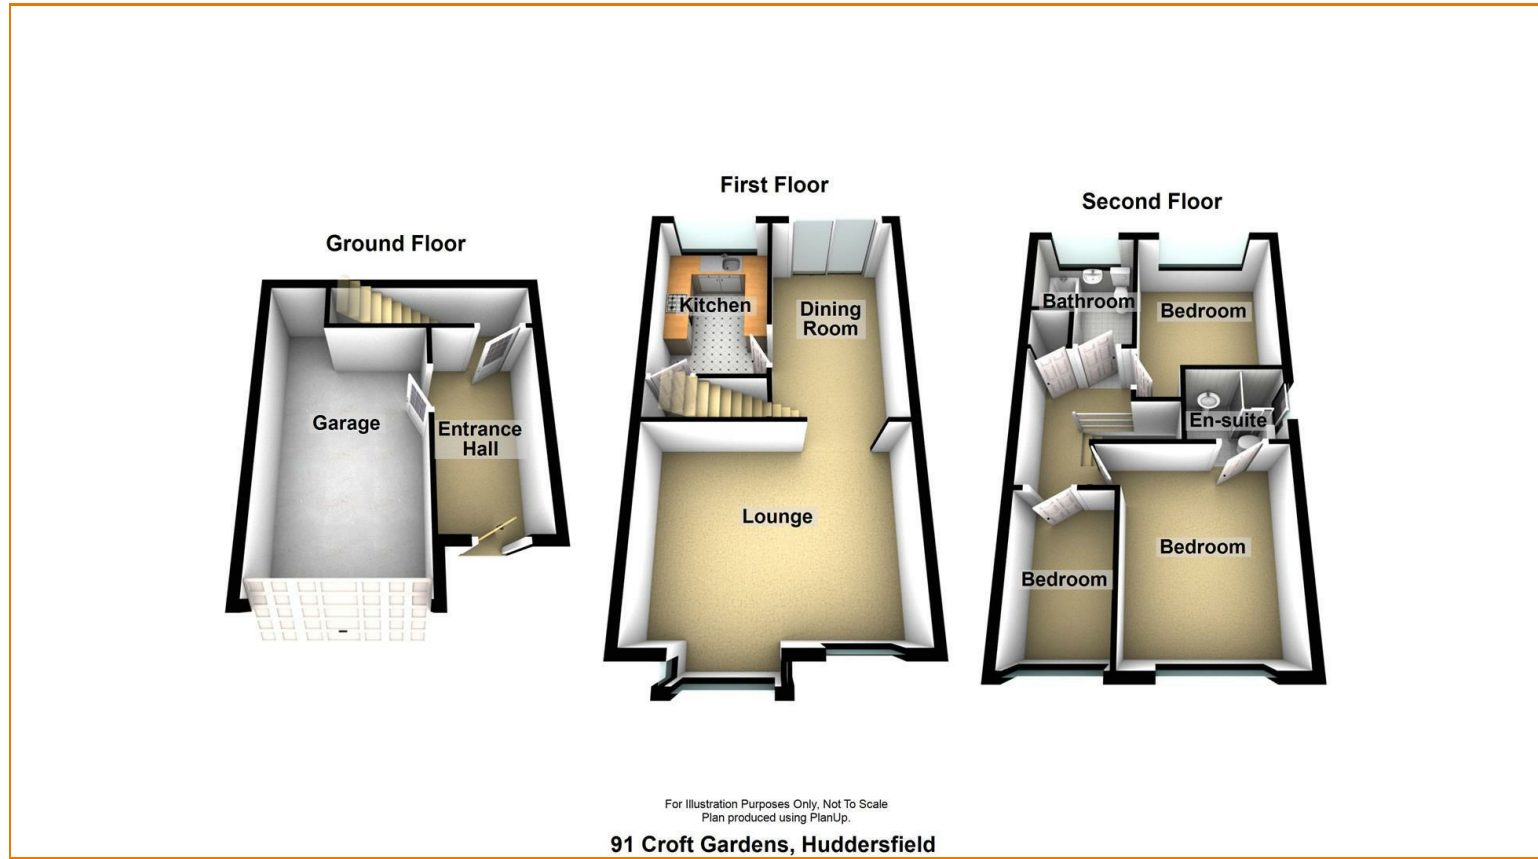 Ground Floor
Garage
Entrance
Hall
First Floor
Kitchen
Dining
Room
Lounge
Second Floor
Bathroom
Bedroom
En-suite
Bedroom
Bedroom
For Illustration Purposes Only, Not To Scale
Plan produced using PlanUp.
91 Croft Gardens, Huddersfield